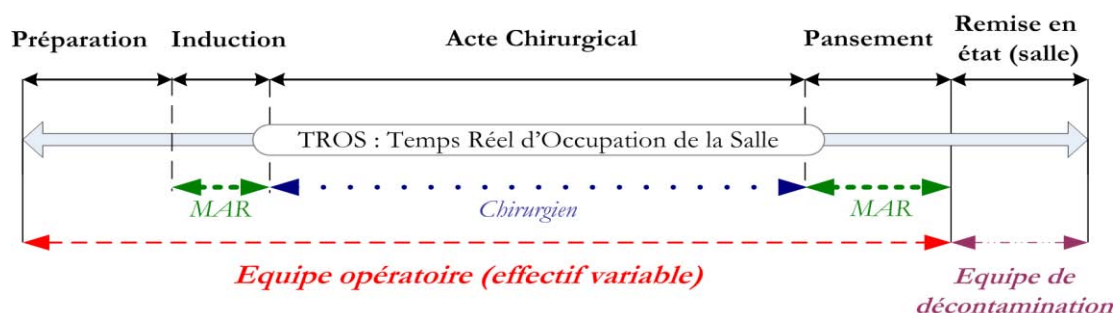 Préparation
Induction
Acte Chirurgical
Pansement
Remise en
état (salle)
TROS : Temps Réel d'Occupation de la Salle
MAR
Chirurgien
MAR
Equipe opératoire (effectif variable)
Equipe de
décontamination